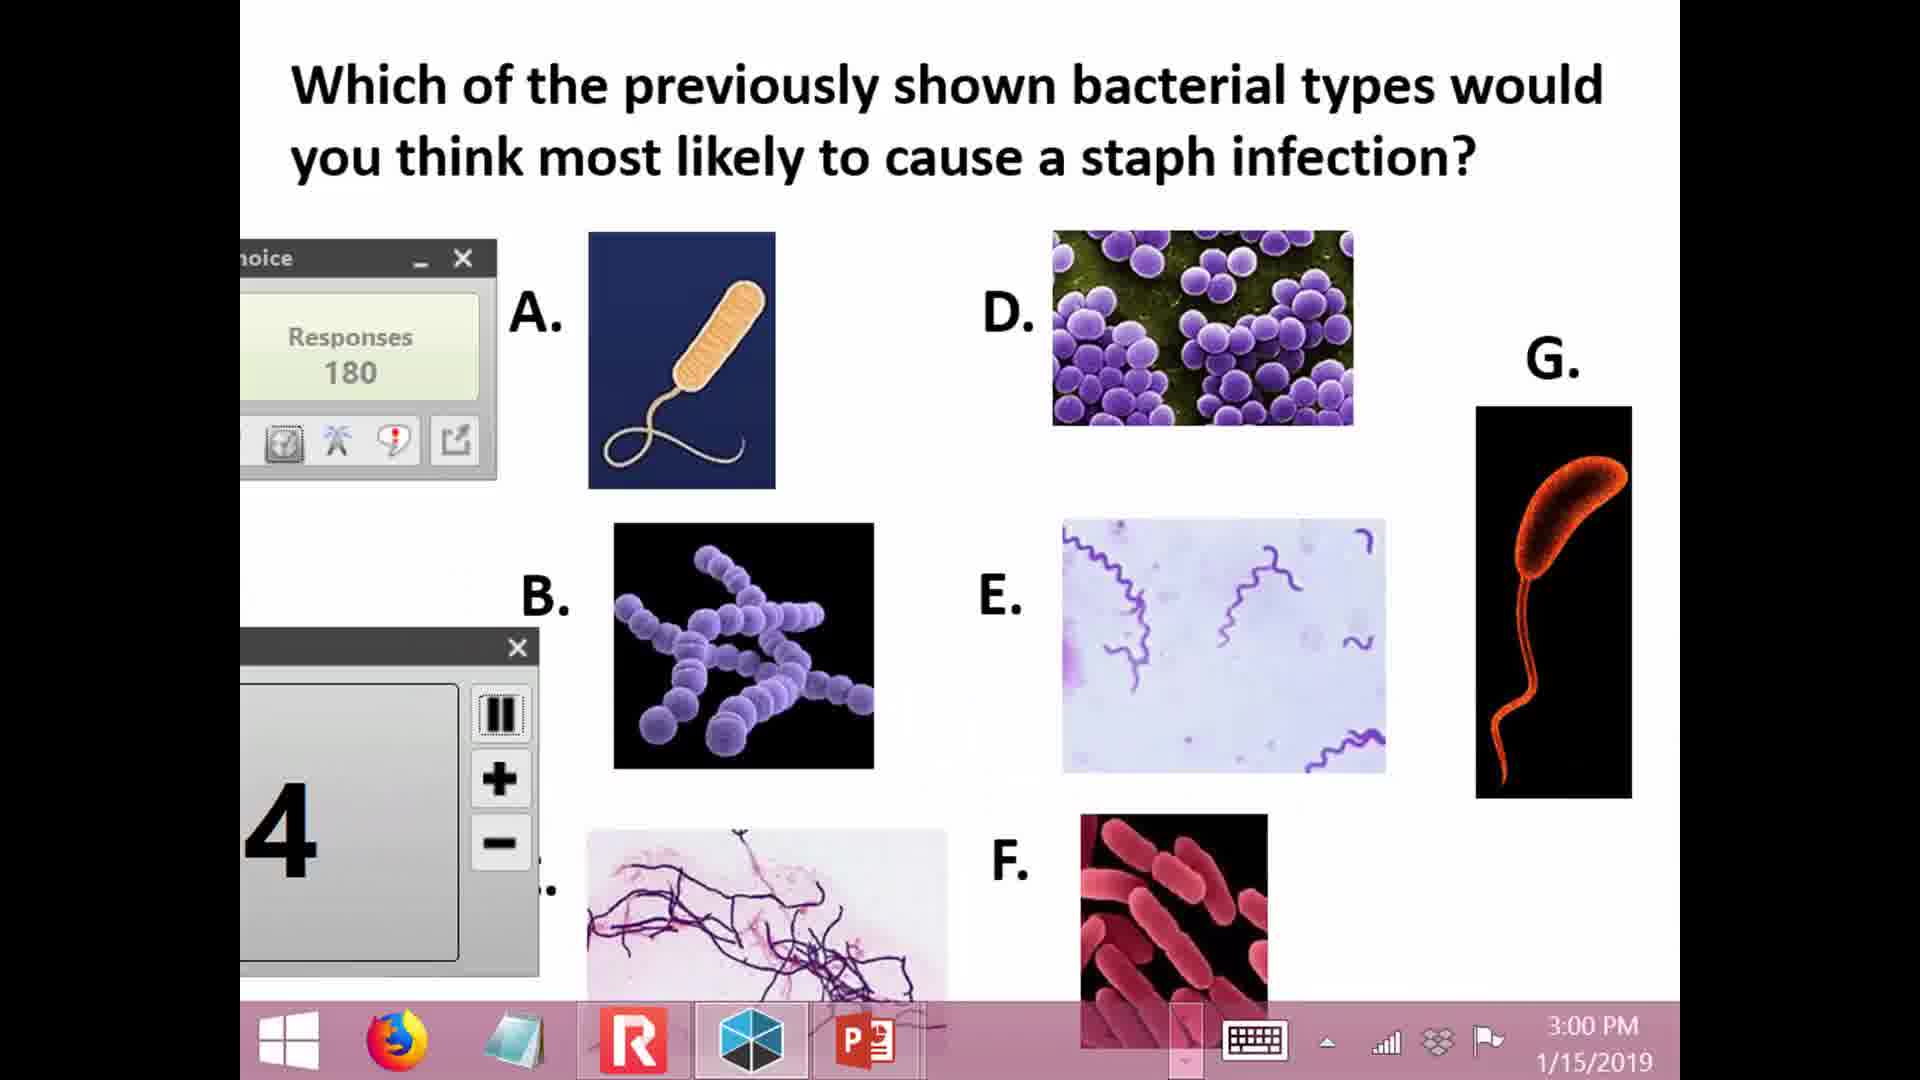 Which of the previously shown bacterial types would
you think most likely to cause a staph infection?
hoice
Responses
180
A.
D.
G.
B.
E.
4
F.
3:00 PM
1/15/2019